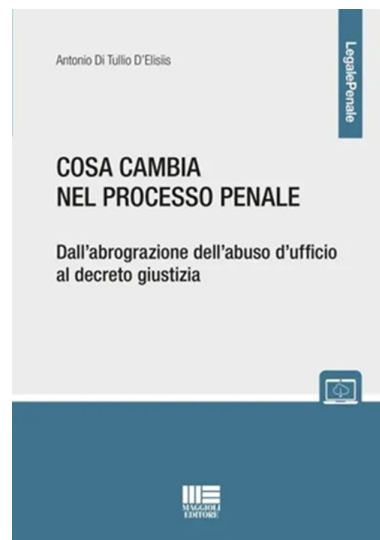 Antonio Di Tullio D'Elisiis
LegalePenale
COSA CAMBIA
NEL PROCESSO PENALE
Dall'abrograzione dell'abuso d'ufficio
al decreto giustizia
MAGGIOLI
EDITORE